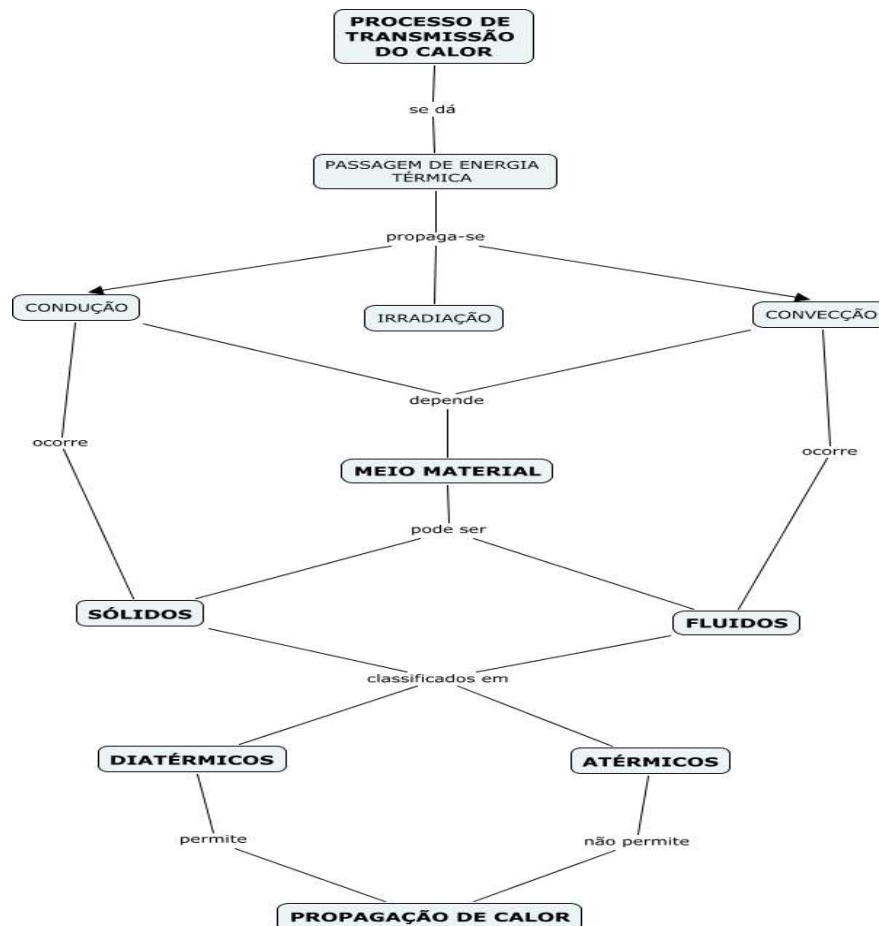 PROCESSO DE
TRANSMISSÃO
DO CALOR
se dá
PASSAGEM DE ENERGIA
TÉRMICA
propaga-se
CONDUÇÃO
IRRADIAÇÃO
CONVECÇÃO
depende
ocorre
ocorre
MEIO MATERIAL
pode ser
SÓLIDOS
FLUIDOS
classificados em
DIATÉRMICOS
ATÉRMICOS
permite
não permite
PROPAGAÇÃO DE CALOR